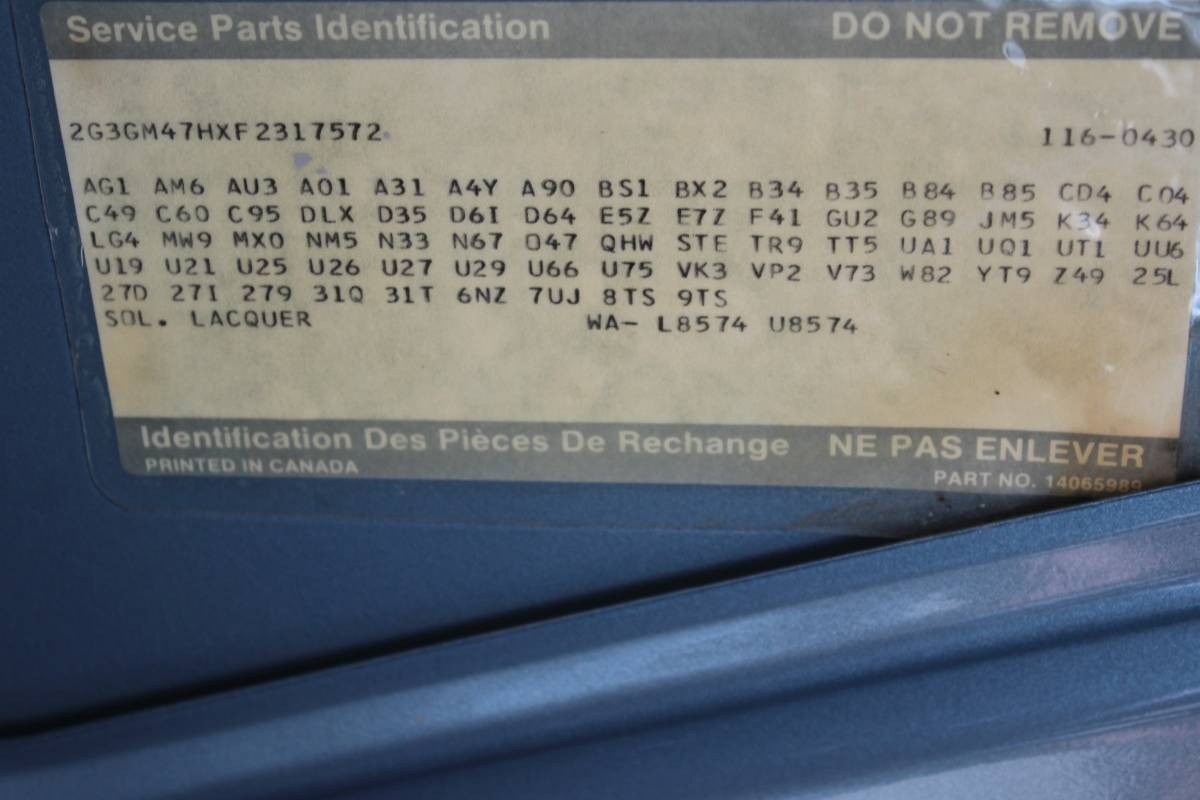 Service Parts Identification DO NOT REMOVE
2G3GM47HXF2317572 116-0430
AG1 AM6 AU3 AO1 A31 A4Y A90 BS1 BX2 B34 B35 B84 B85 CD4 C04
C49 C60 C95 DLX D35 D6I D64 E5Z E7Z F41 GU2 G89 JM5 K34 K64
LG4 MW9 MX0 NM5 N33 N67 O47 QHW STE TR9 TT5 UA1 UQ1 UT1 UU6
U19 U21 U25 U26 U27 U29 U66 U75 VK3 VP2 V73 W82 YT9 Z49 25L
27D 27I 279 31Q 31T 6NZ 7UJ 8TS 9TS
SOL. LACQUER WA- L8574 U8574
Identification Des Pièces De Rechange NE PAS ENLEVER
PRINTED IN CANADA PART NO. 14065989